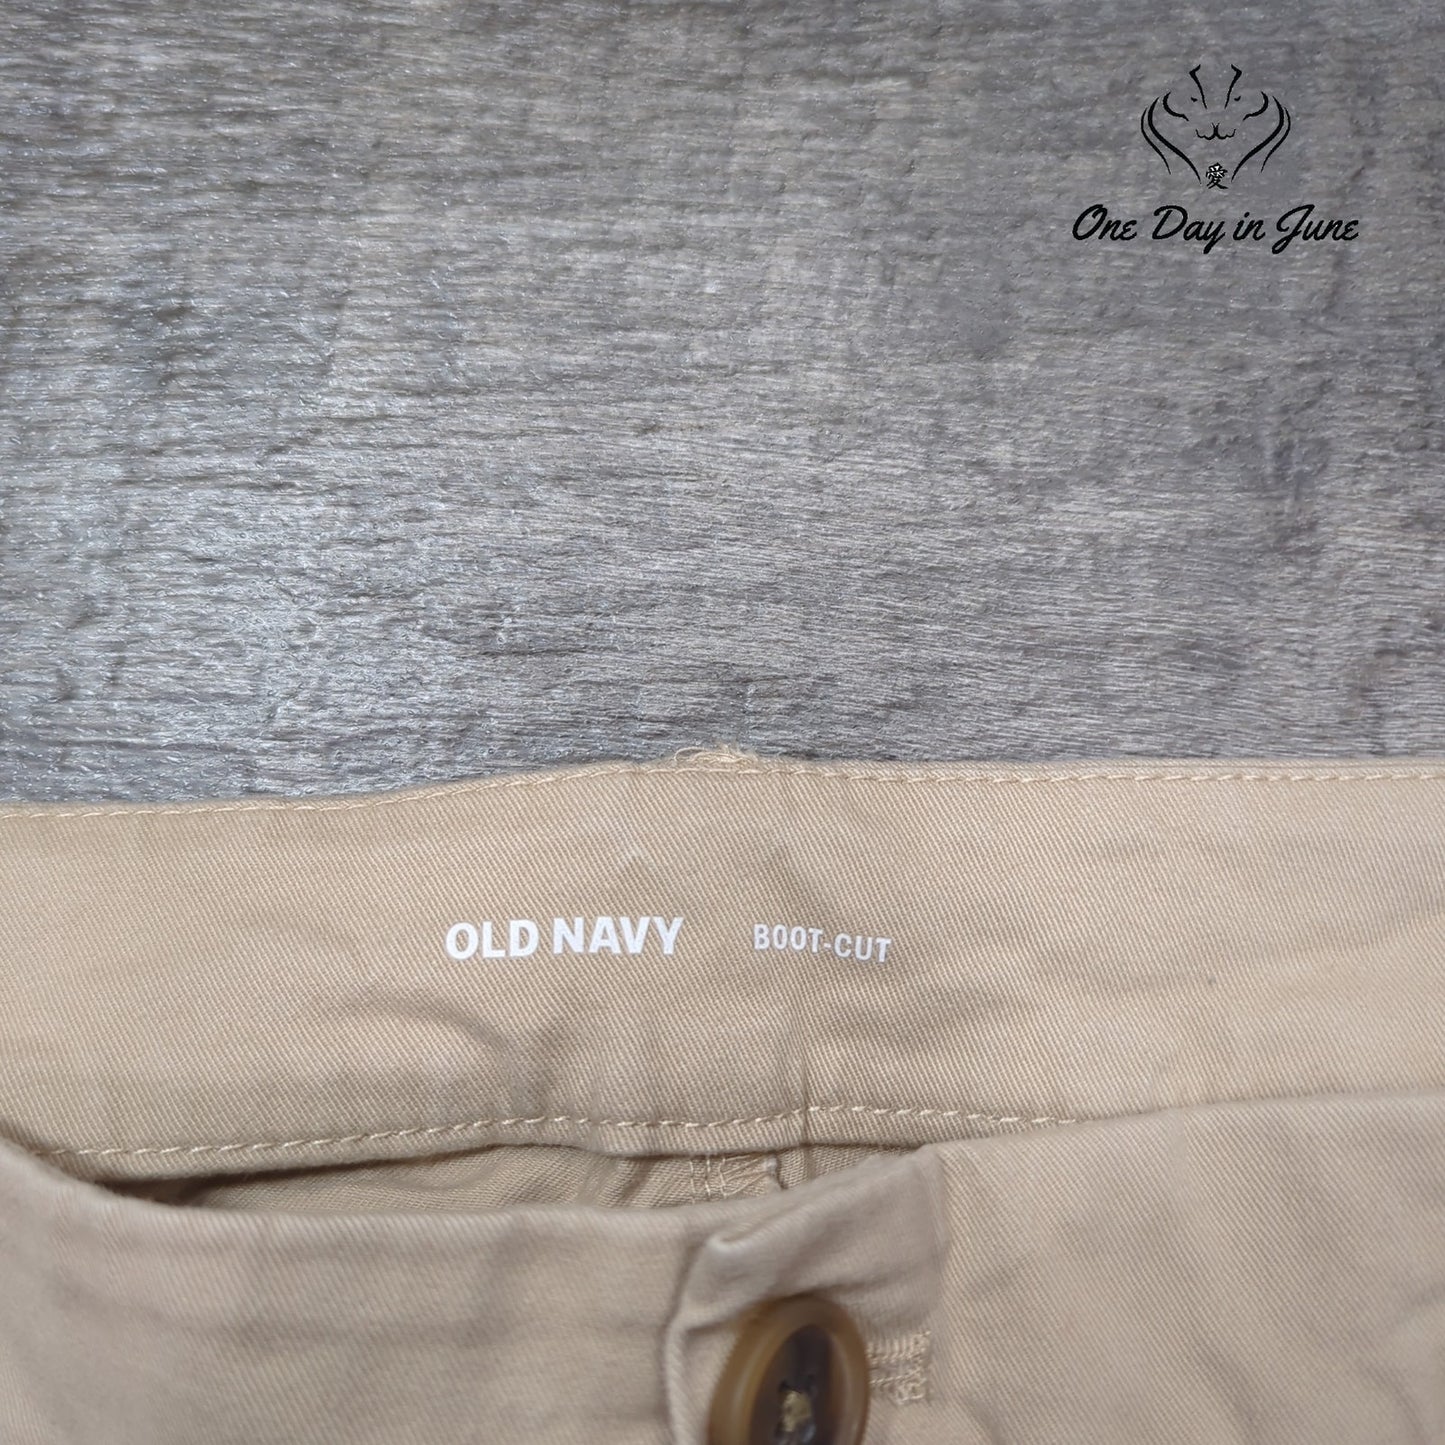 愛
One Day in June
OLD NAVY BOOT-CUT